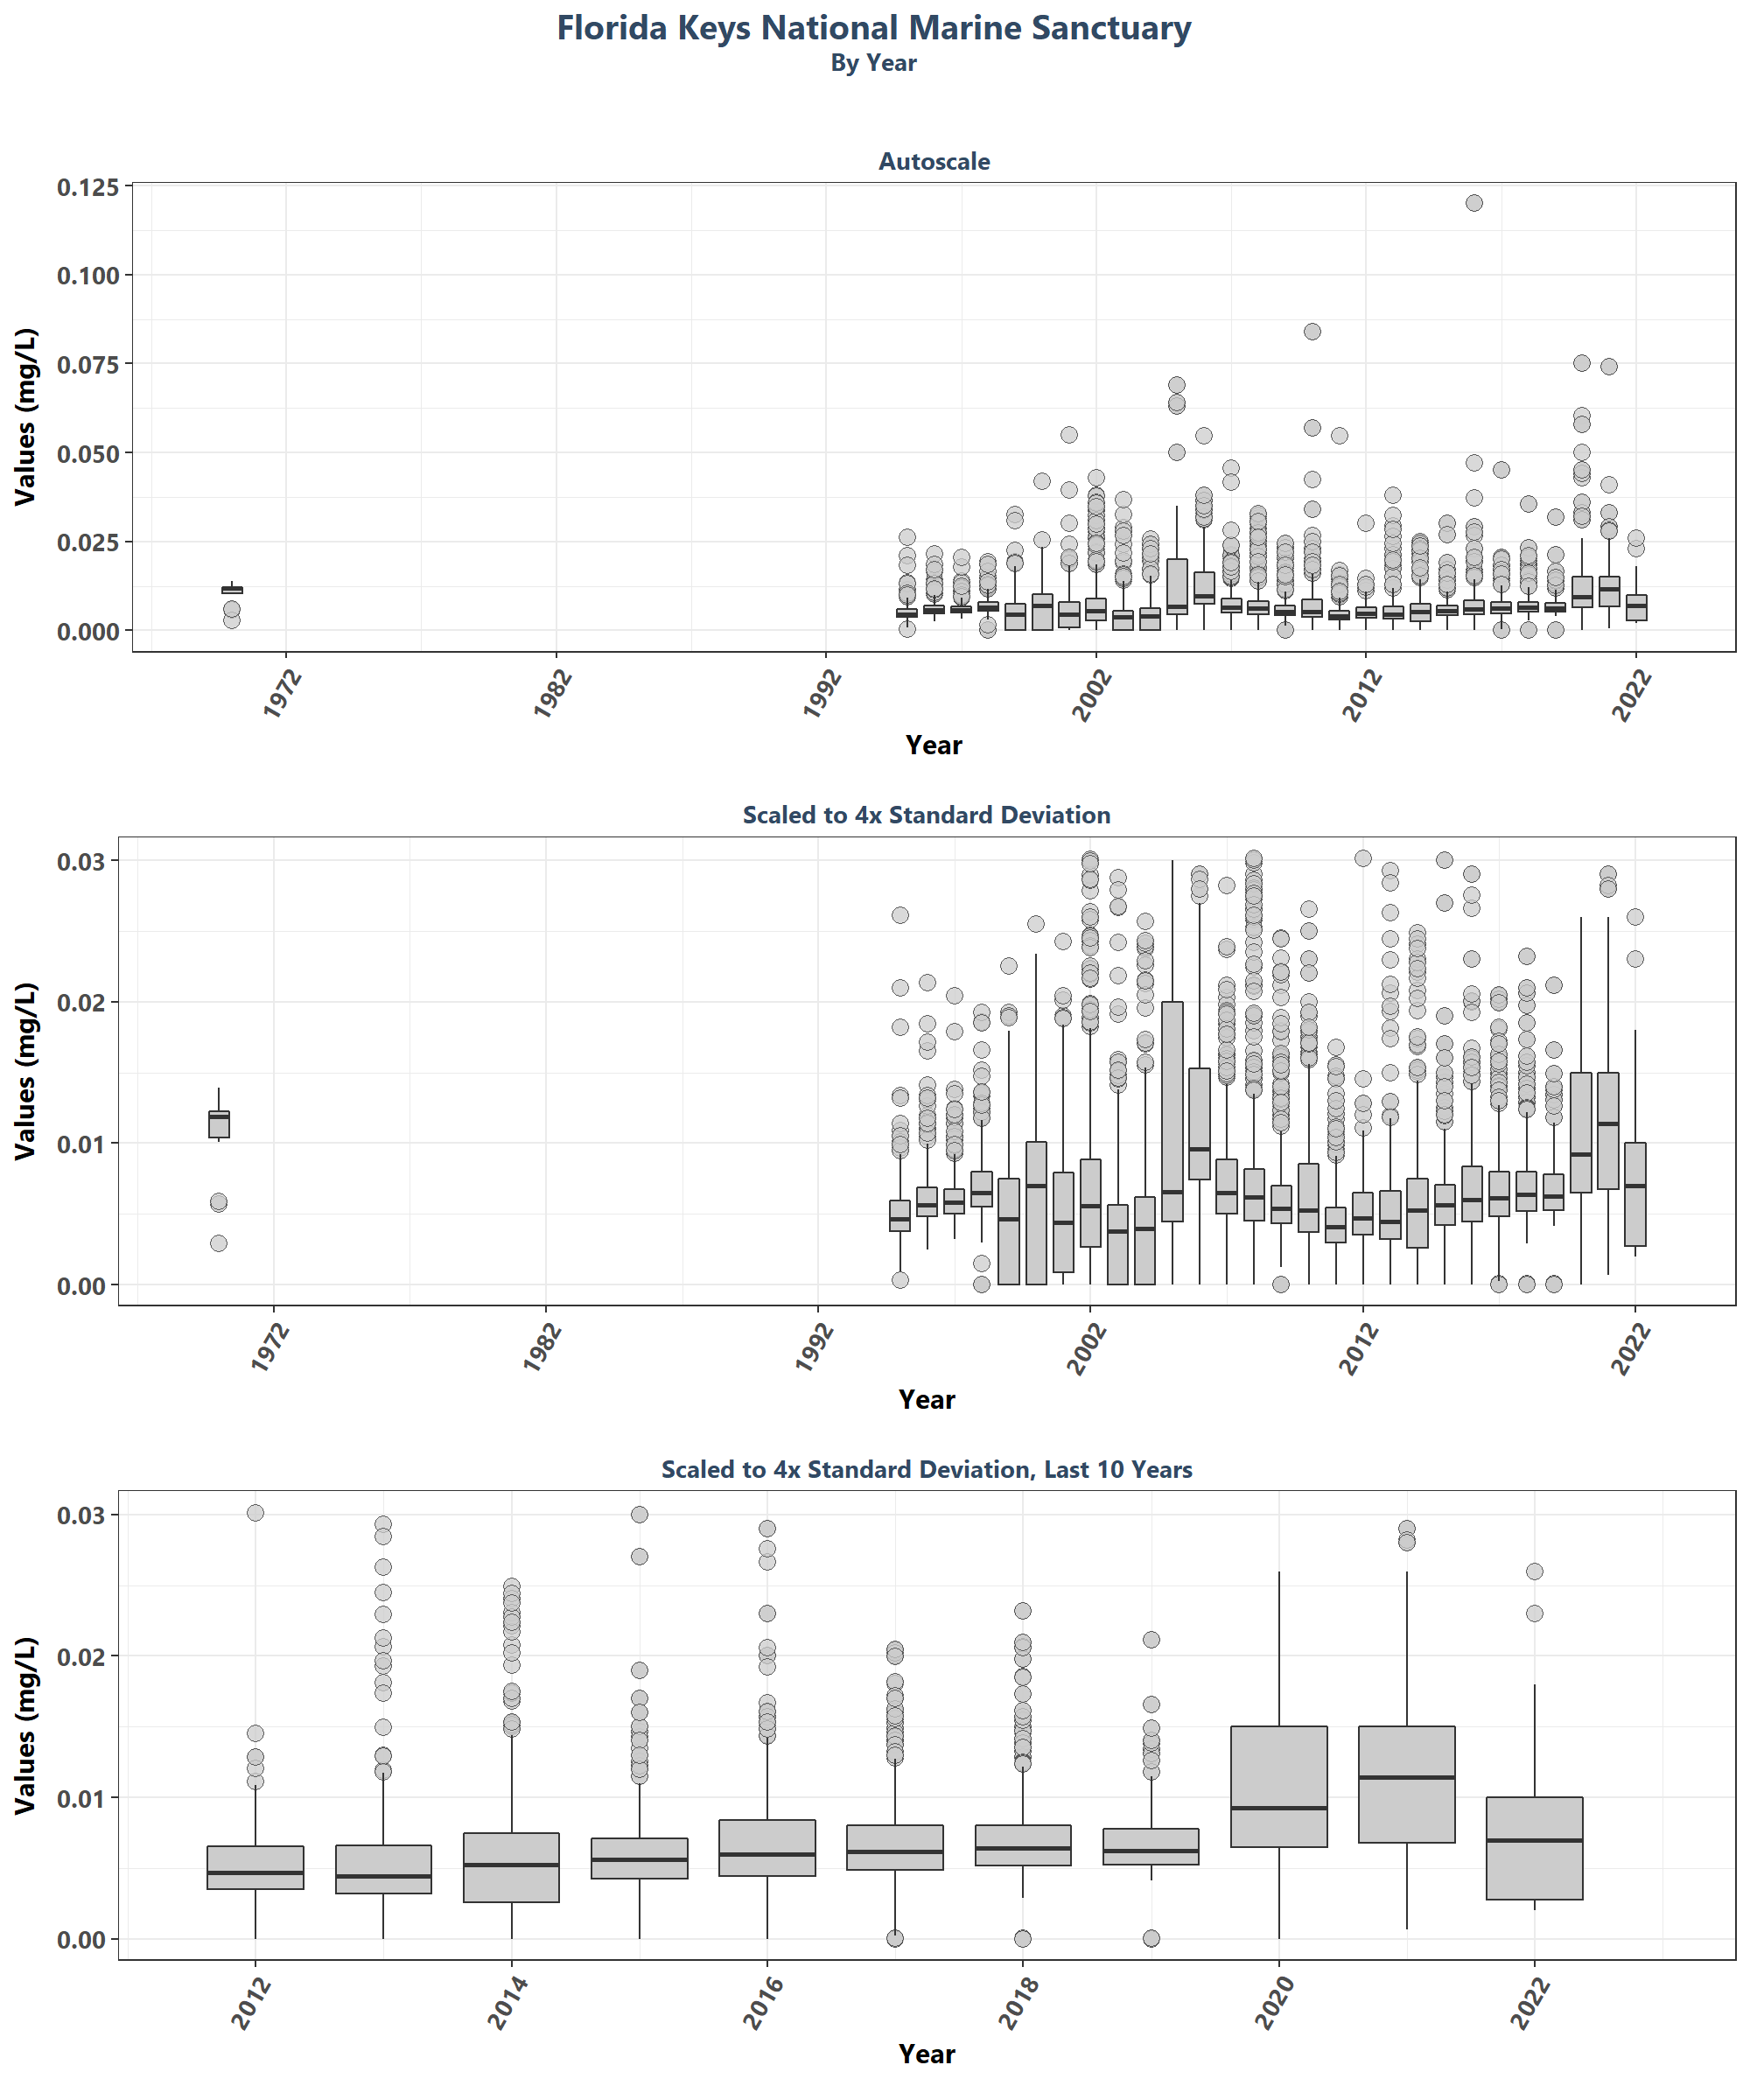 Florida Keys National Marine Sanctuary
By Year
Autoscale
Values (mg/L)
0.125
0.100
0.075
0.050
0.025
0.000
1972
1982
1992
2002
2012
2022
Year
Scaled to 4x Standard Deviation
Values (mg/L)
0.03
0.02
0.01
0.00
1972
1982
1992
2002
2012
2022
Year
Scaled to 4x Standard Deviation, Last 10 Years
Values (mg/L)
0.03
0.02
0.01
0.00
2012
2014
2016
2018
2020
2022
Year